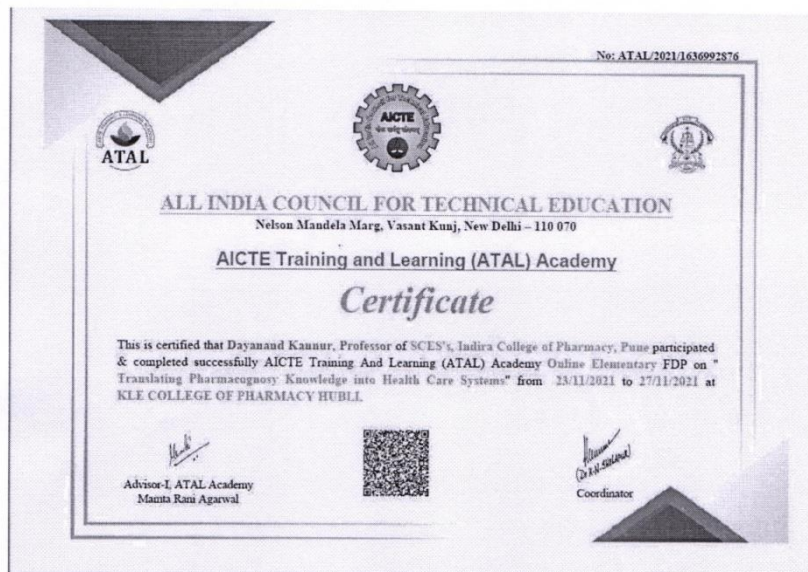 No: ATAL/2021/1636992876
ATAL
AICTE
ALL INDIA COUNCIL FOR TECHNICAL EDUCATION
Nelson Mandela Marg, Vasant Kunj, New Delhi – 110 070
AICTE Training and Learning (ATAL) Academy
Certificate
This is certified that Dayanand Kannur, Professor of SCES's, Indira College of Pharmacy, Pune participated
& completed successfully AICTE Training And Learning (ATAL) Academy Online Elementary FDP on "
Translating Pharmacognosy Knowledge into Health Care Systems" from 23/11/2021 to 27/11/2021 at
KLE COLLEGE OF PHARMACY HUBLI.
Advisor-I, ATAL Academy
Mamta Rani Agarwal
Coordinator